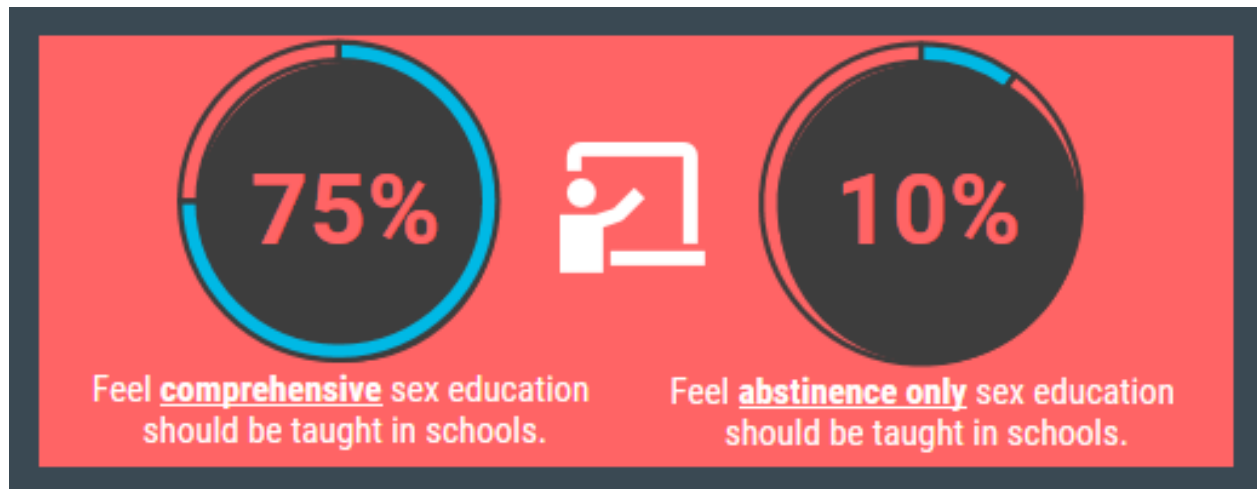 75%
10%
Feel comprehensive sex education
should be taught in schools.
Feel abstinence only sex education
should be taught in schools.